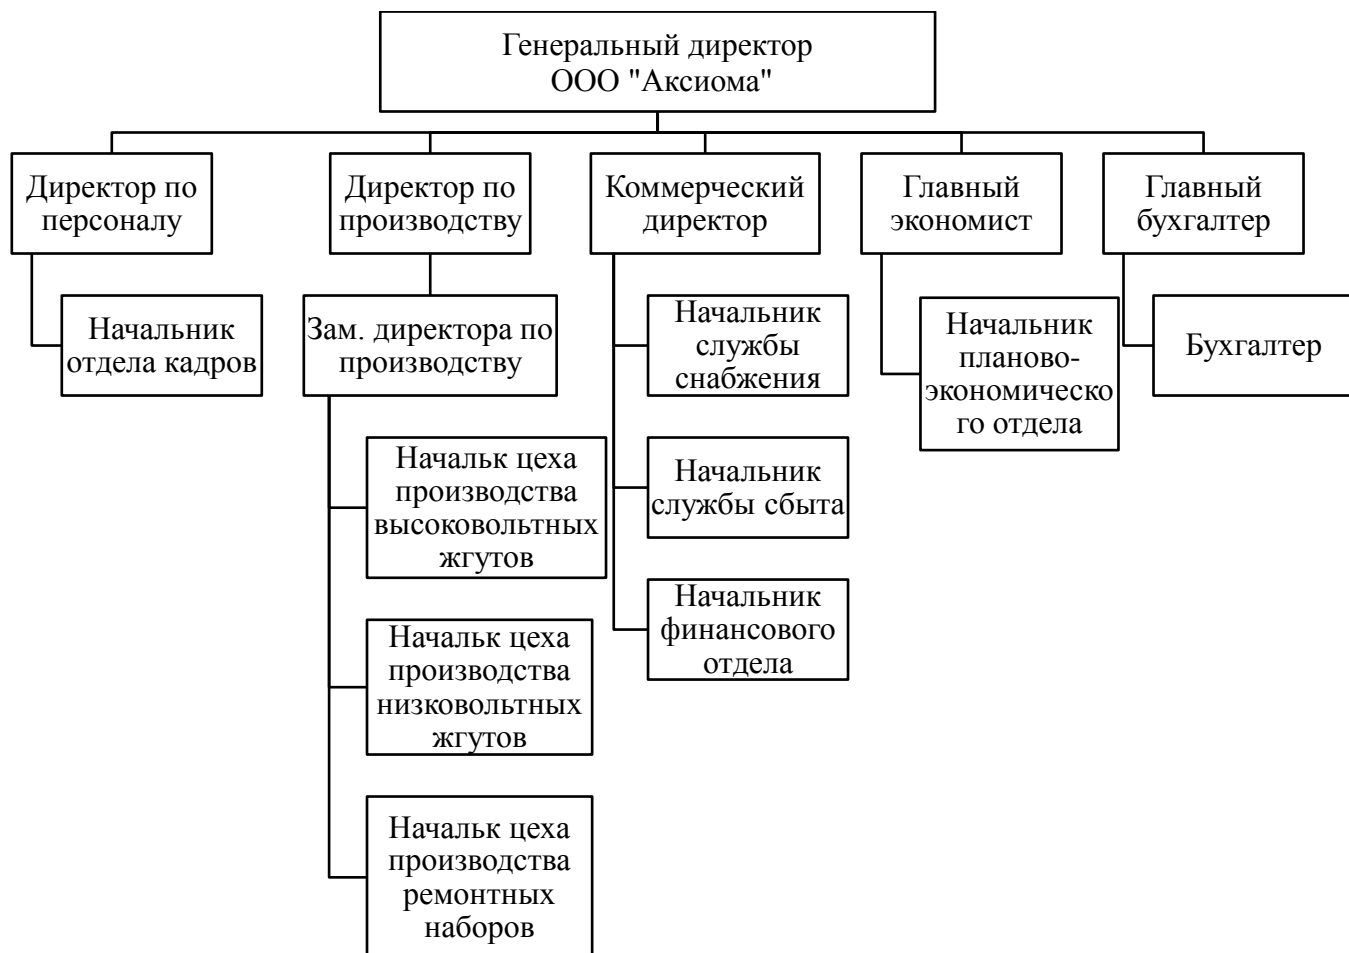 Генеральный директор
ООО "Аксиома"
Директор по
персоналу
Директор по
производству
Коммерческий
директор
Главный
экономист
Главный
бухгалтер
Начальник
отдела кадров
Зам. директора по
производству
Начальник
службы
снабжения
Начальник
планово-
экономическо
го отдела
Бухгалтер
Начальк цеха
производства
высоковольтных
жгутов
Начальник
службы сбыта
Начальк цеха
производства
низковольтных
жгутов
Начальник
финансового
отдела
Начальк цеха
производства
ремонтных
наборов